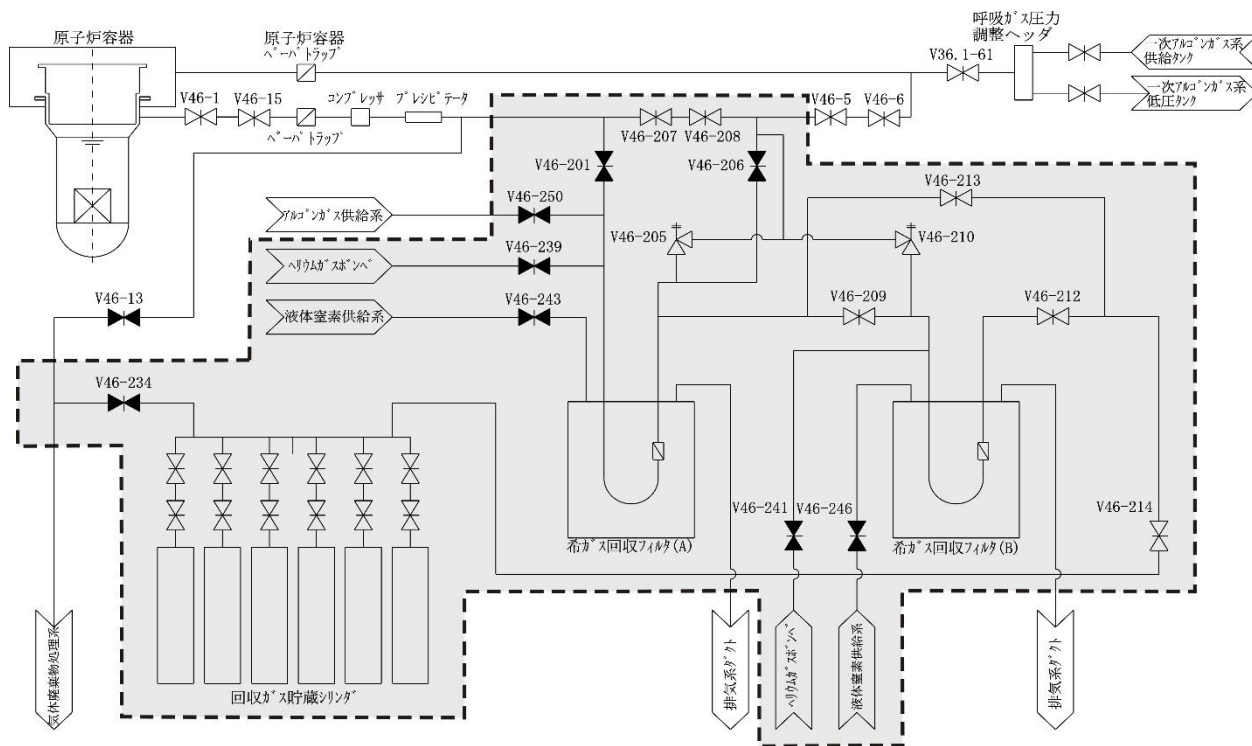 原子炉容器
原子炉容器
ベーパトラップ
呼吸ガス圧力
調整ヘッダ
V36.1-61
一次アルゴンガス系
供給タンク
一次アルゴンガス系
低圧タンク
V46-1
V46-15
コンプレッサ
プレシピテータ
ベーパトラップ
V46-5
V46-6
V46-207
V46-208
V46-201
V46-206
V46-213
V46-250
アルゴンガス供給系
V46-205
V46-210
V46-239
ヘリウムガスボンベ
V46-13
V46-243
液体窒素供給系
V46-209
V46-212
V46-234
V46-241
V46-246
V46-214
希ガス回収フィルタ(A)
希ガス回収フィルタ(B)
気体廃棄物処理系
回収ガス貯蔵シリンダ
排気系ダクト
ヘリウムガスボンベ
液体窒素供給系
排気系ダクト